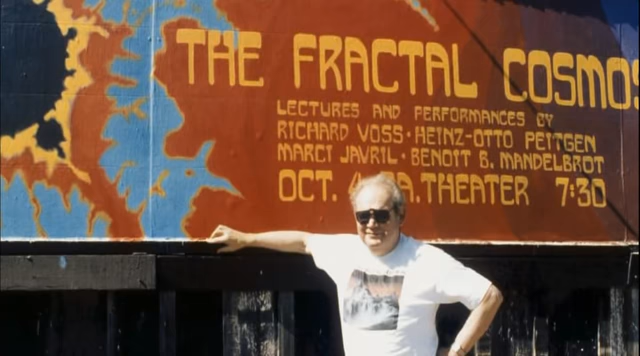 THE FRACTAL COSMOS
LECTURES AND PERFORMANCES BY
RICHARD VOSS · HEINZ-OTTO PEITGEN
MARCI JAVRIL · BENOIT B. MANDELBROT
OCT. THEATER 7:30